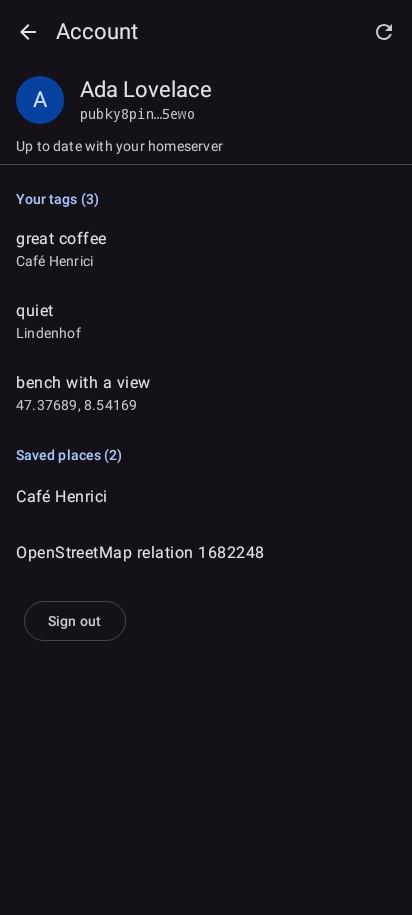 Account
A
Ada Lovelace
pubky8pin…5ewo
Up to date with your homeserver
Your tags (3)
great coffee
Café Henrici
quiet
Lindenhof
bench with a view
47.37689, 8.54169
Saved places (2)
Café Henrici
OpenStreetMap relation 1682248
Sign out